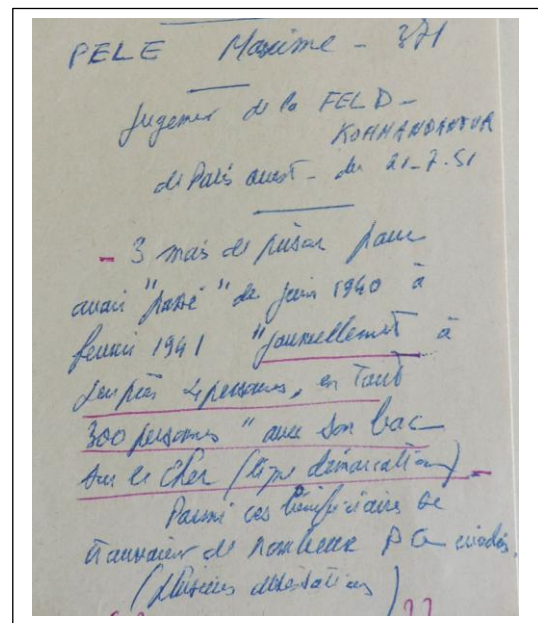 PELE Maxime - 371
Jugement de la FELD-
KOMMANDANTUR
de Paris ouest - du 21-7-51
- 3 mois de prison pour
avoir "passé" de juin 1940 à
février 1941 "journellement à
peu près 4 personnes, en tout
300 personnes" avec son bac
sur le Cher (ligne démarcation) -
Parmi ces bénéficiaires se
trouvaient de nombreux PG évadés
(plusieurs attestations)